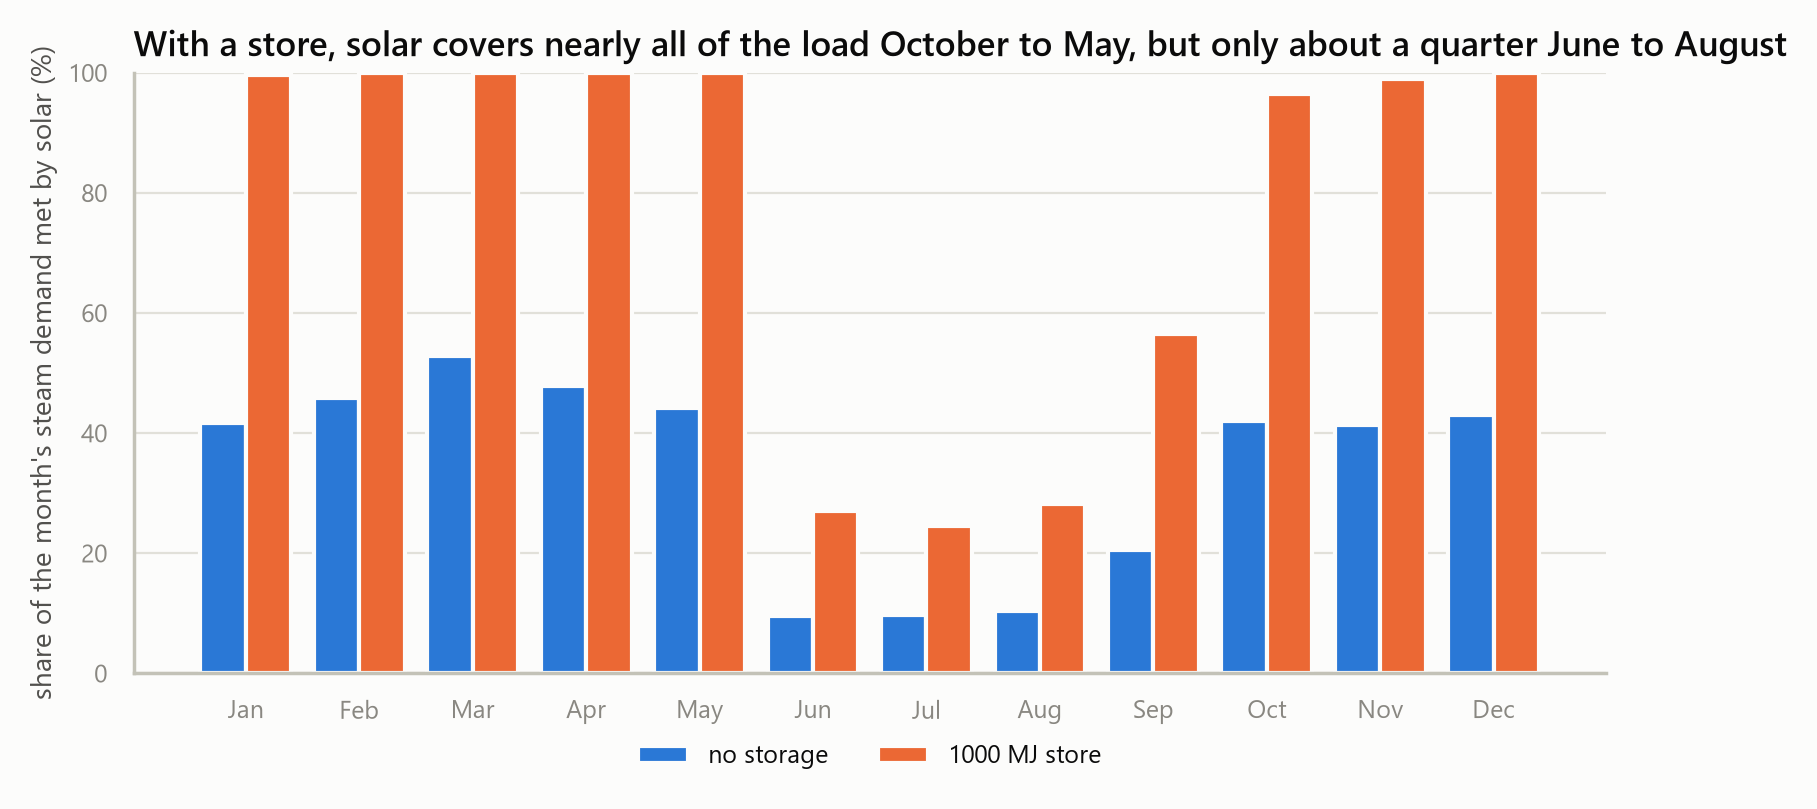 With a store, solar covers nearly all of the load October to May, but only about a quarter June to August
share of the month's steam demand met by solar (%)
100
80
60
40
20
0
Jan Feb Mar Apr May Jun Jul Aug Sep Oct Nov Dec
no storage 1000 MJ store